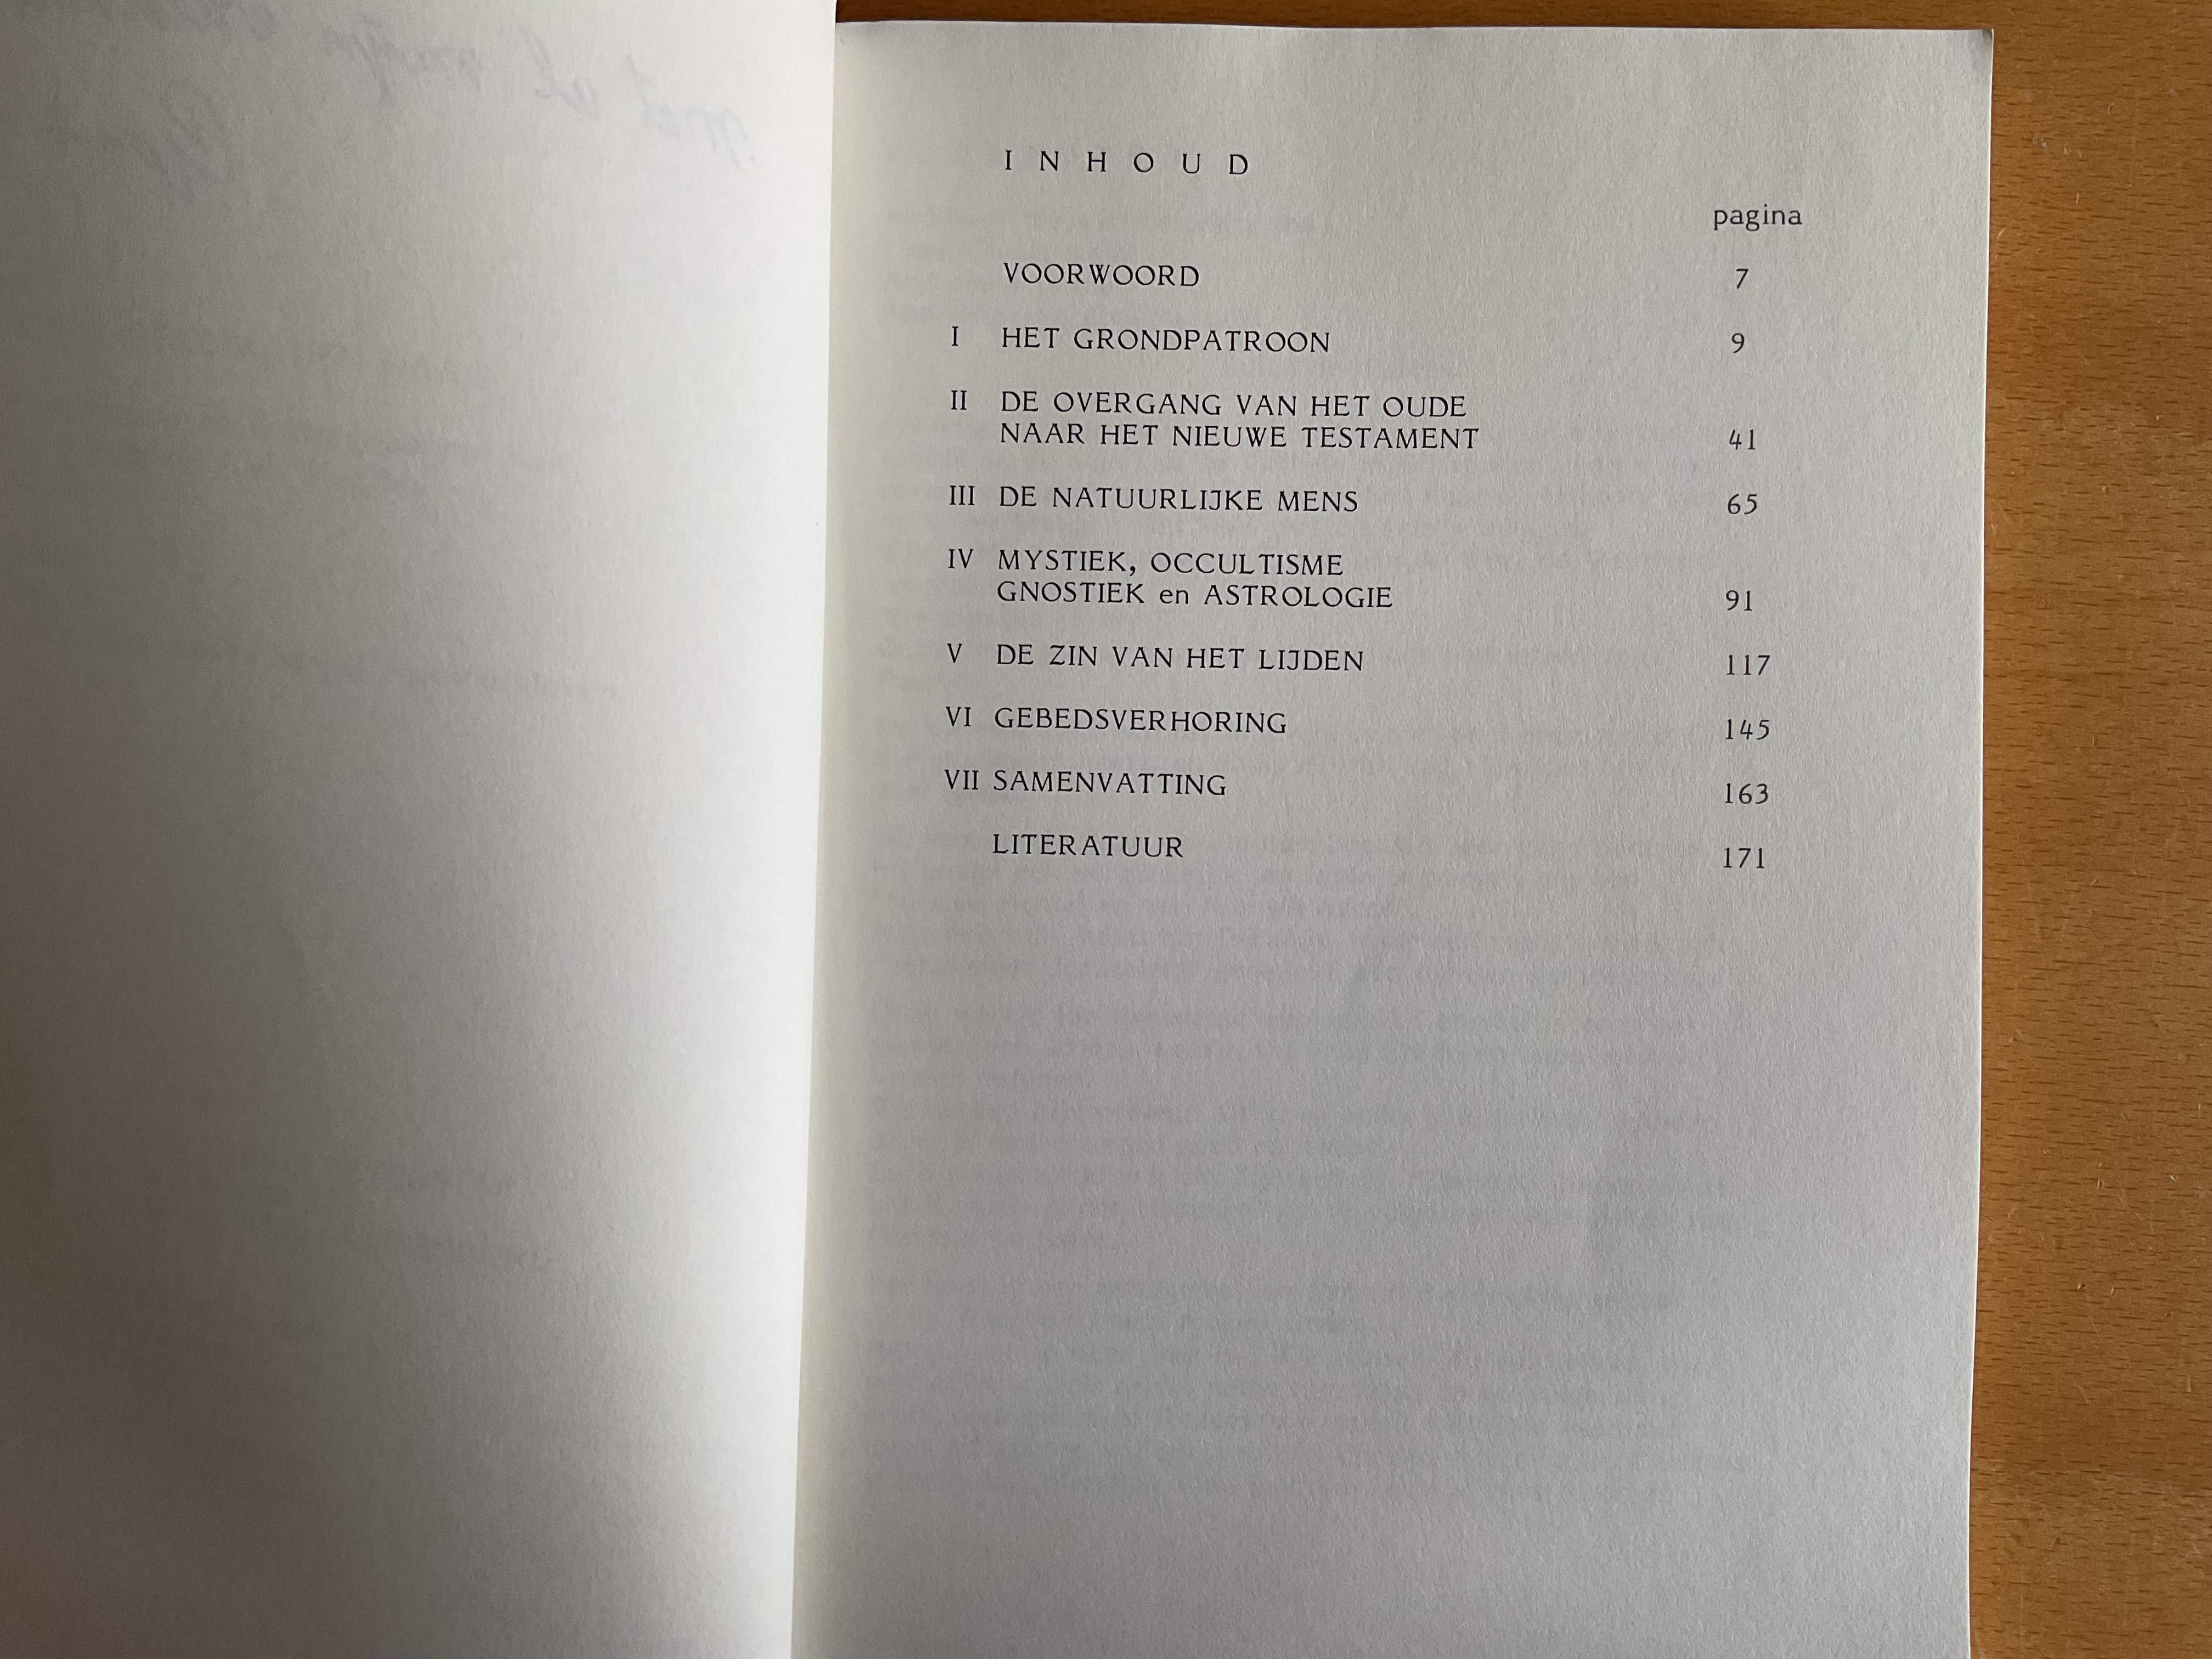 I N H O U D
pagina
VOORWOORD 7
I HET GRONDPATROON 9
II DE OVERGANG VAN HET OUDE
NAAR HET NIEUWE TESTAMENT 41
III DE NATUURLIJKE MENS 65
IV MYSTIEK, OCCULTISME
GNOSTIEK en ASTROLOGIE 91
V DE ZIN VAN HET LIJDEN 117
VI GEBEDSVERHORING 145
VII SAMENVATTING 163
LITERATUUR 171